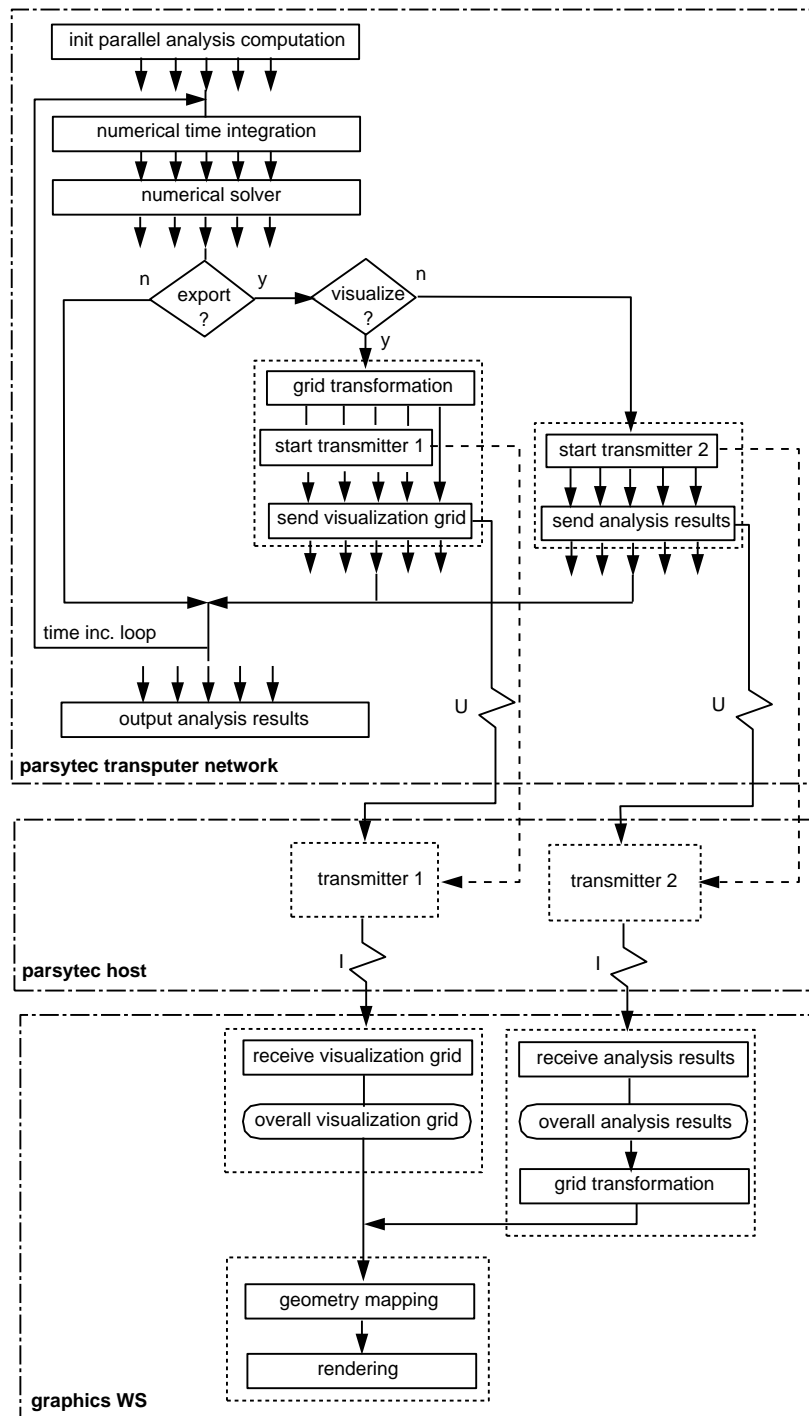 init parallel analysis computation
numerical time integration
numerical solver
n
export
?
y
visualize
?
n
y
grid transformation
start transmitter 1
send visualization grid
start transmitter 2
send analysis results
time inc. loop
output analysis results
U
U
parsytec transputer network
transmitter 1
transmitter 2
I
I
parsytec host
receive visualization grid
overall visualization grid
receive analysis results
overall analysis results
grid transformation
geometry mapping
rendering
graphics WS